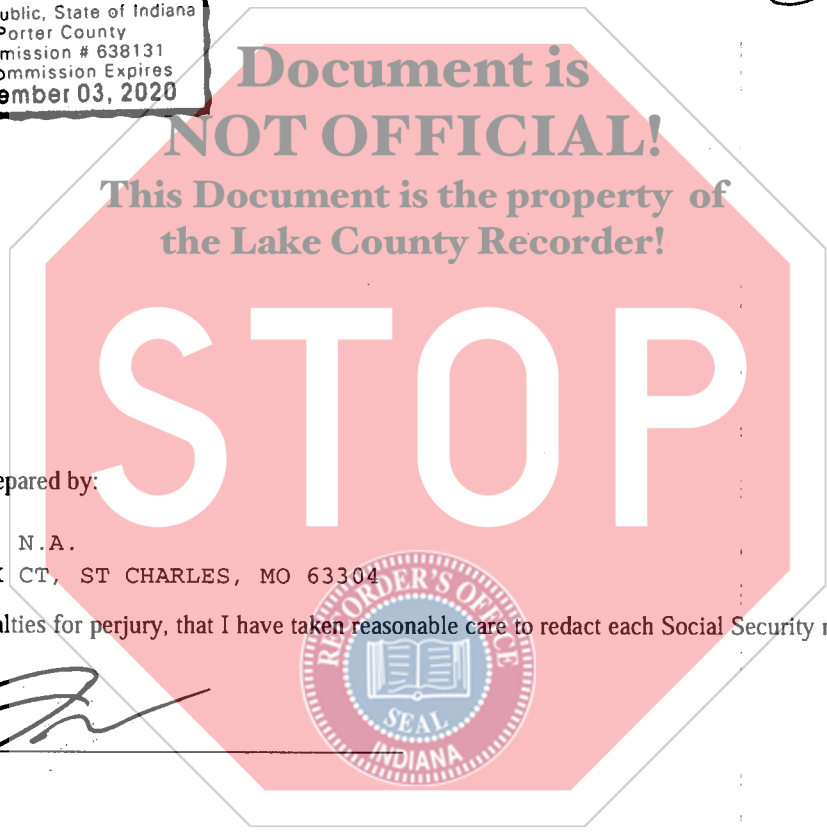 ublic, State of Indiana
Porter County
mission # 638131
ommission Expires
ember 03, 2020
Document is
NOT OFFICIAL!
This Document is the property of
the Lake County Recorder!
STOP
epared by:
N.A.
CT, ST CHARLES, MO 63304
alties for perjury, that I have taken reasonable care to redact each Social Security
RECORDER'S OFFICE
SEAL
INDIANA